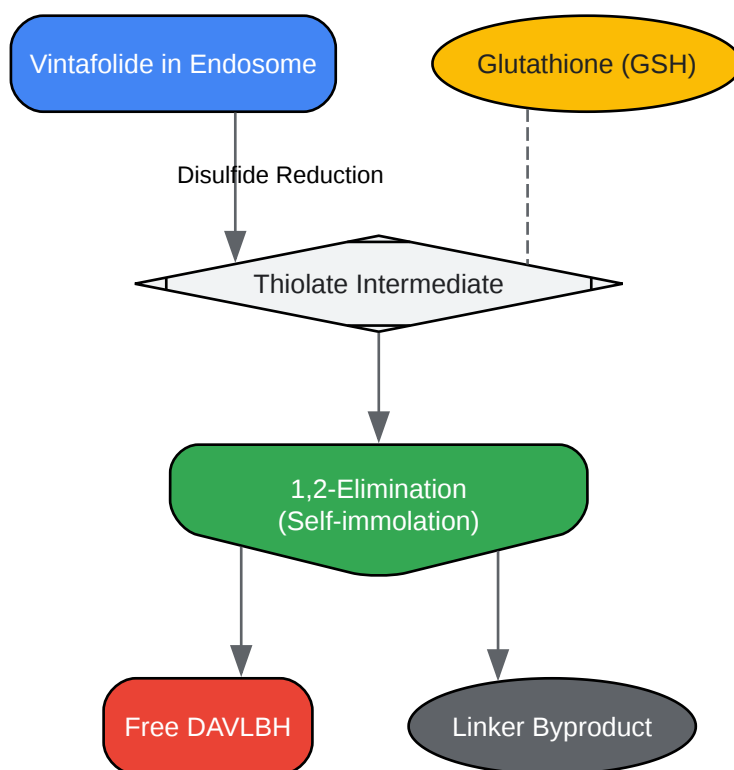 Vintafolide in Endosome
Glutathione (GSH)
Disulfide Reduction
Thiolate Intermediate
1,2-Elimination
(Self-immolation)
Free DAVLBH
Linker Byproduct